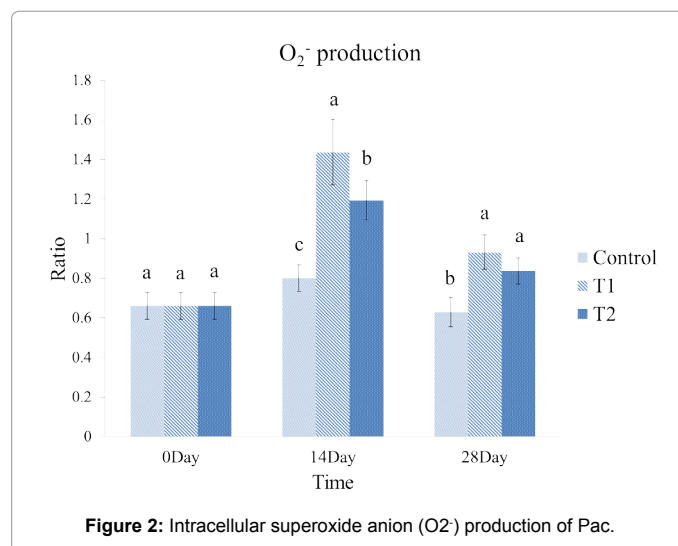 O₂⁻ production
1.8
1.6
1.4
1.2
1
0.8
0.6
0.4
0.2
0
Ratio
a a a
c a b
b a a
0Day 14Day 28Day
Time
Control
T1
T2
Figure 2: Intracellular superoxide anion (O2⁻) production of Pac.